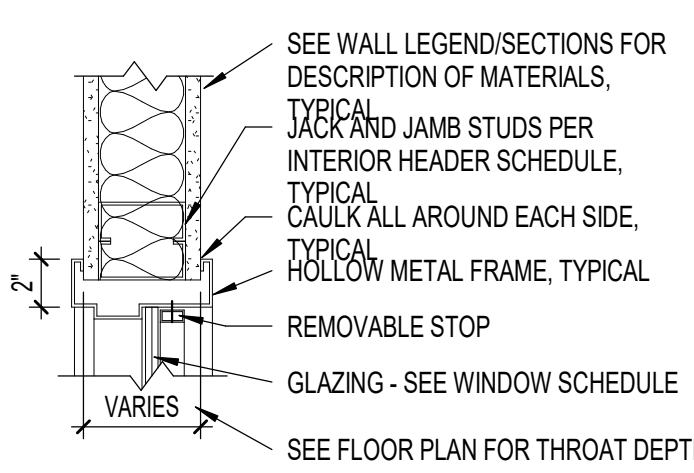 SEE WALL LEGEND/SECTIONS FOR
DESCRIPTION OF MATERIALS,
TYPICAL
JACK AND JAMB STUDS PER
INTERIOR HEADER SCHEDULE,
TYPICAL
CAULK ALL AROUND EACH SIDE,
TYPICAL
HOLLOW METAL FRAME, TYPICAL
2"
REMOVABLE STOP
GLAZING - SEE WINDOW SCHEDULE
VARIES
SEE FLOOR PLAN FOR THROAT DEPT